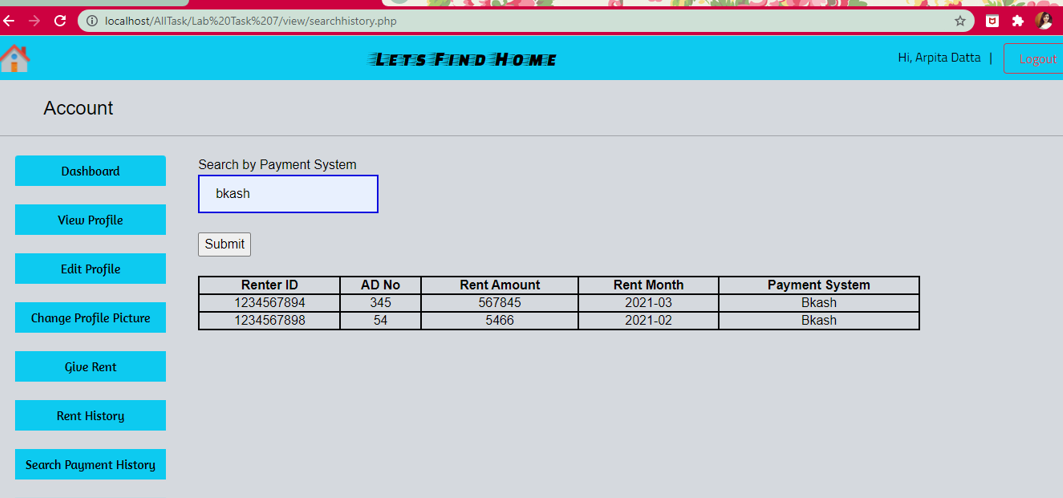 localhost/AllTask/Lab%20Task%207/view/searchhistory.php
LETS FIND HOME
Hi, Arpita Datta | Logout
Account
Dashboard
View Profile
Edit Profile
Change Profile Picture
Give Rent
Rent History
Search Payment History
Search by Payment System
bkash
Submit
Renter ID AD No Rent Amount Rent Month Payment System
1234567894 345 567845 2021-03 Bkash
1234567898 54 5466 2021-02 Bkash